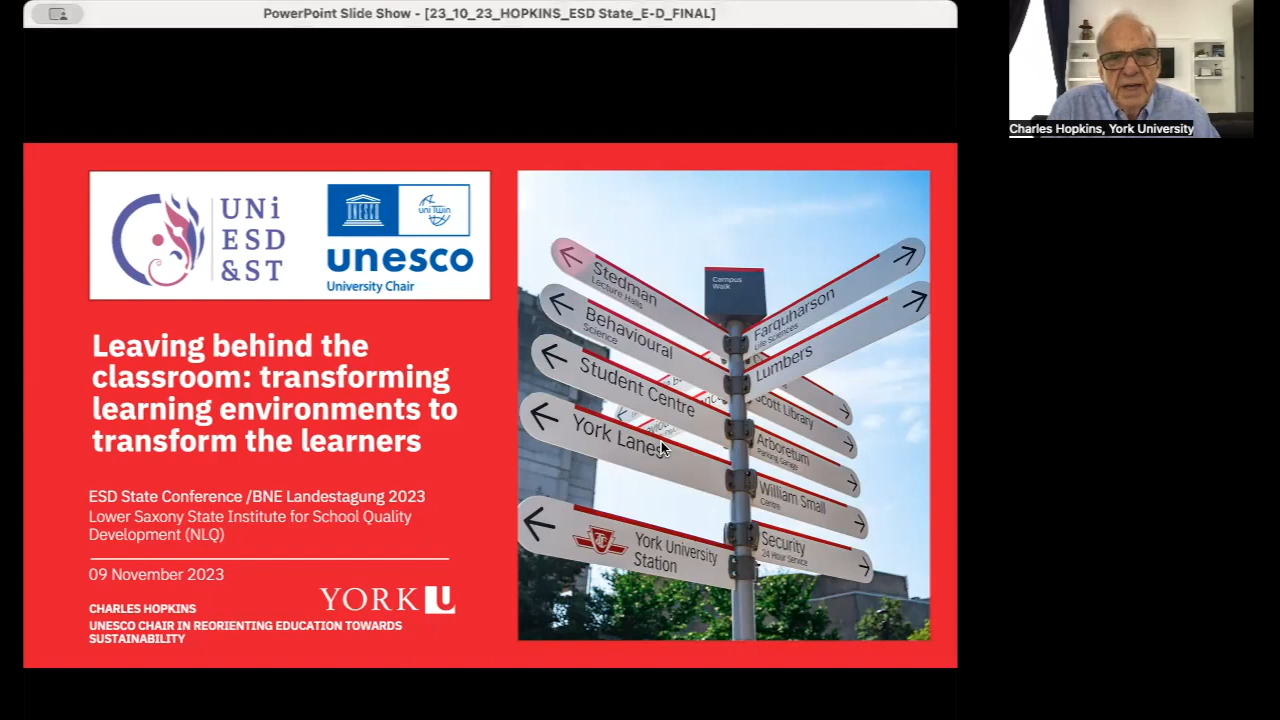 PowerPoint Slide Show - [23_10_23_HOPKINS_ESD State_E-D_FINAL]
Charles Hopkins, York University
UNi
ESD
&ST
UNESCO
uni Twin
unesco
University Chair
Leaving behind the
classroom: transforming
learning environments to
transform the learners
ESD State Conference /BNE Landestagung 2023
Lower Saxony State Institute for School Quality
Development (NLQ)
09 November 2023
YORK U
CHARLES HOPKINS
UNESCO CHAIR IN REORIENTING EDUCATION TOWARDS
SUSTAINABILITY
Campus
Walk
Stedman
Lecture Halls
Behavioural
Science
Student Centre
York Lanes
York University
Station
Farquharson
Life Sciences
Lumbers
Scott Library
Arboretum
Parking Garage
William Small
Centre
Security
24 Hour Service